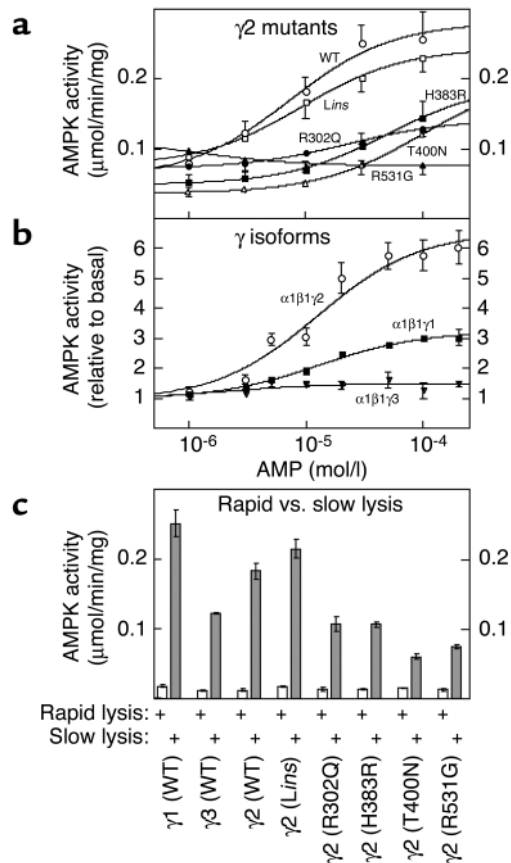 a
γ2 mutants
AMPK activity
(μmol/min/mg)
0.2
0.1
0.2
0.1
WT
Lins
H383R
R302Q
T400N
R531G
b
γ isoforms
AMPK activity
(relative to basal)
6
5
4
3
2
1
6
5
4
3
2
1
α1β1γ2
α1β1γ1
α1β1γ3
10⁻⁶
10⁻⁵
10⁻⁴
AMP (mol/l)
c
Rapid vs. slow lysis
AMPK activity
(μmol/min/mg)
0.2
0.1
0.2
0.1
Rapid lysis: + + + + + + + +
Slow lysis: + + + + + + + +
γ1 (WT)
γ3 (WT)
γ2 (WT)
γ2 (Lins)
γ2 (R302Q)
γ2 (H383R)
γ2 (T400N)
γ2 (R531G)